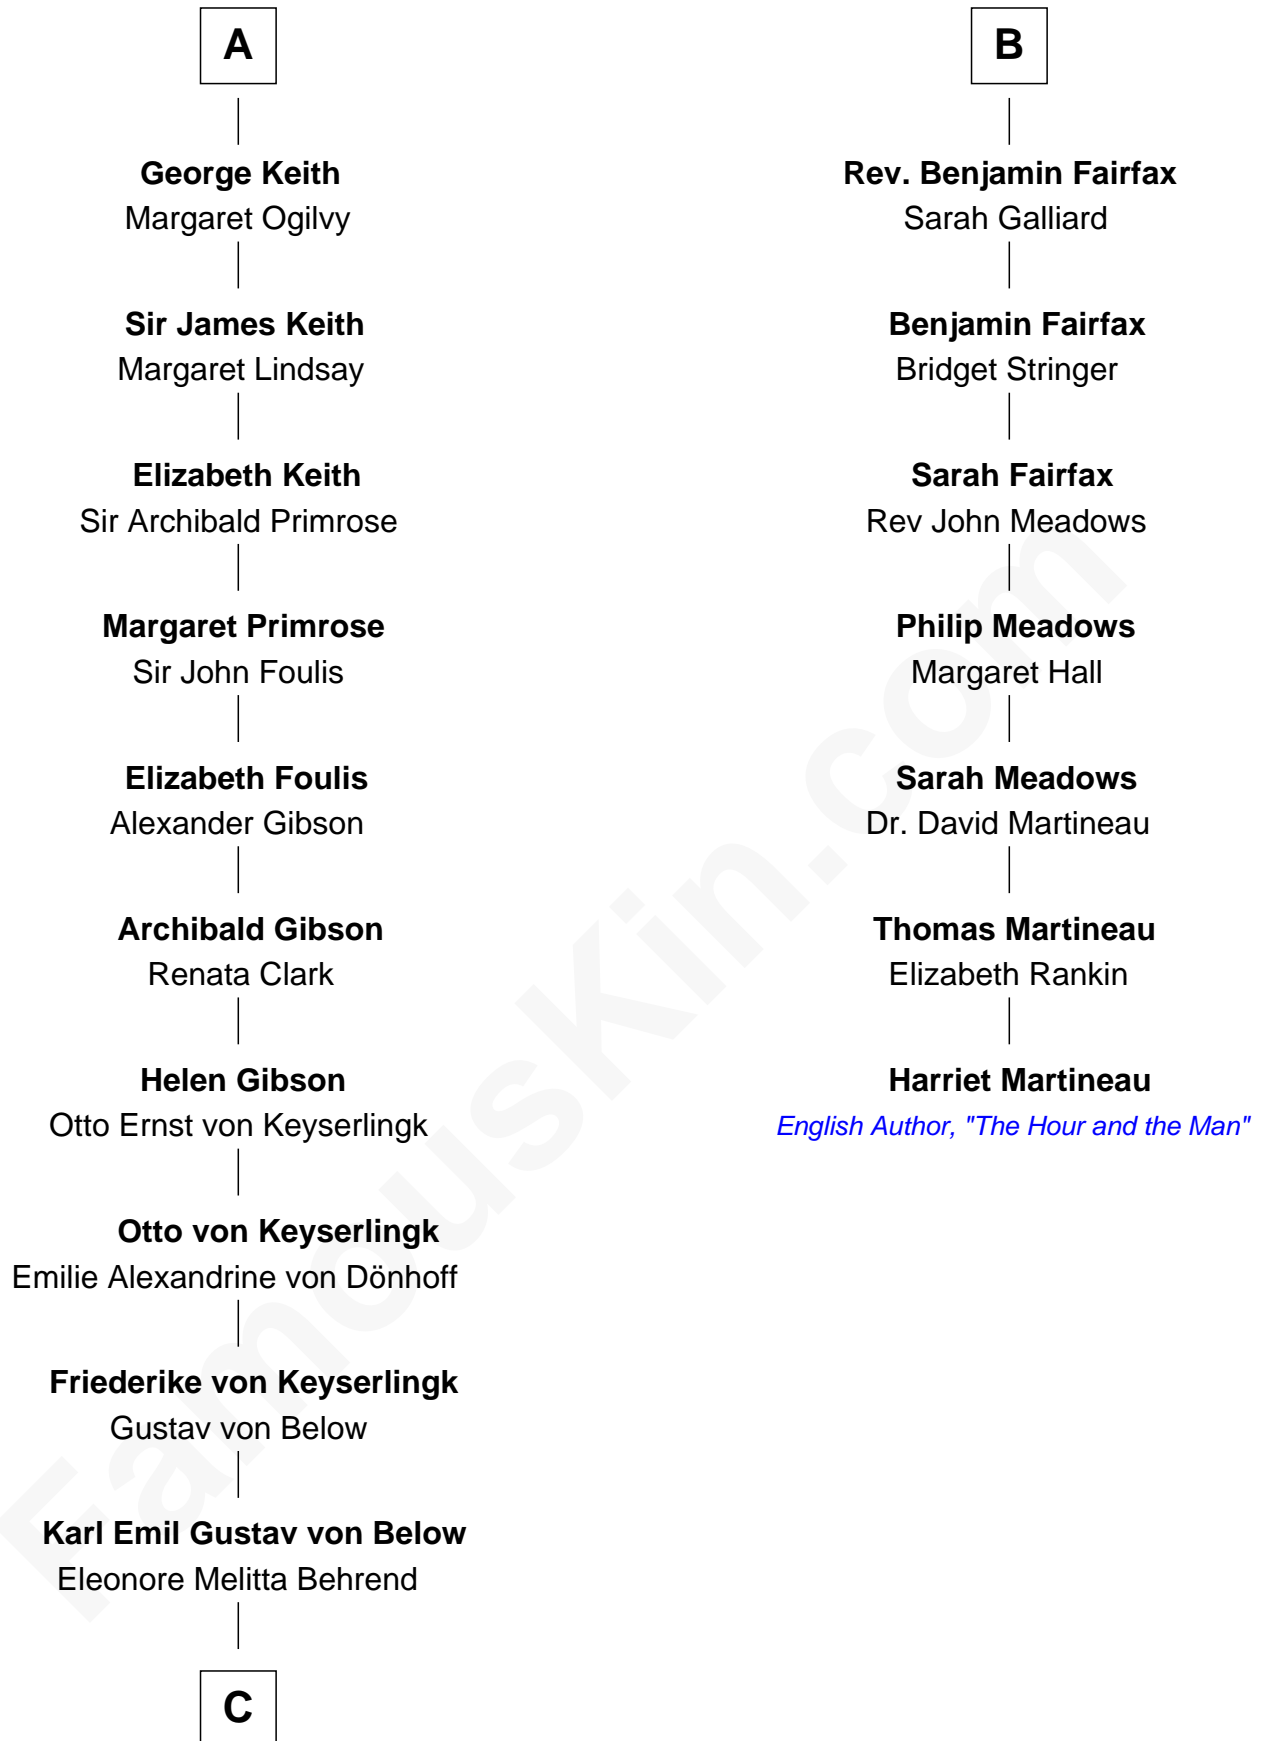 A
George Keith
Margaret Ogilvy
Sir James Keith
Margaret Lindsay
Elizabeth Keith
Sir Archibald Primrose
Margaret Primrose
Sir John Foulis
Elizabeth Foulis
Alexander Gibson
Archibald Gibson
Renata Clark
Helen Gibson
Otto Ernst von Keyserlingk
Otto von Keyserlingk
Emilie Alexandrine von Dönhoff
Friederike von Keyserlingk
Gustav von Below
Karl Emil Gustav von Below
Eleonore Melitta Behrend
C
B
Rev. Benjamin Fairfax
Sarah Galliard
Benjamin Fairfax
Bridget Stringer
Sarah Fairfax
Rev John Meadows
Philip Meadows
Margaret Hall
Sarah Meadows
Dr. David Martineau
Thomas Martineau
Elizabeth Rankin
Harriet Martineau
English Author, "The Hour and the Man"
FamousKin.com